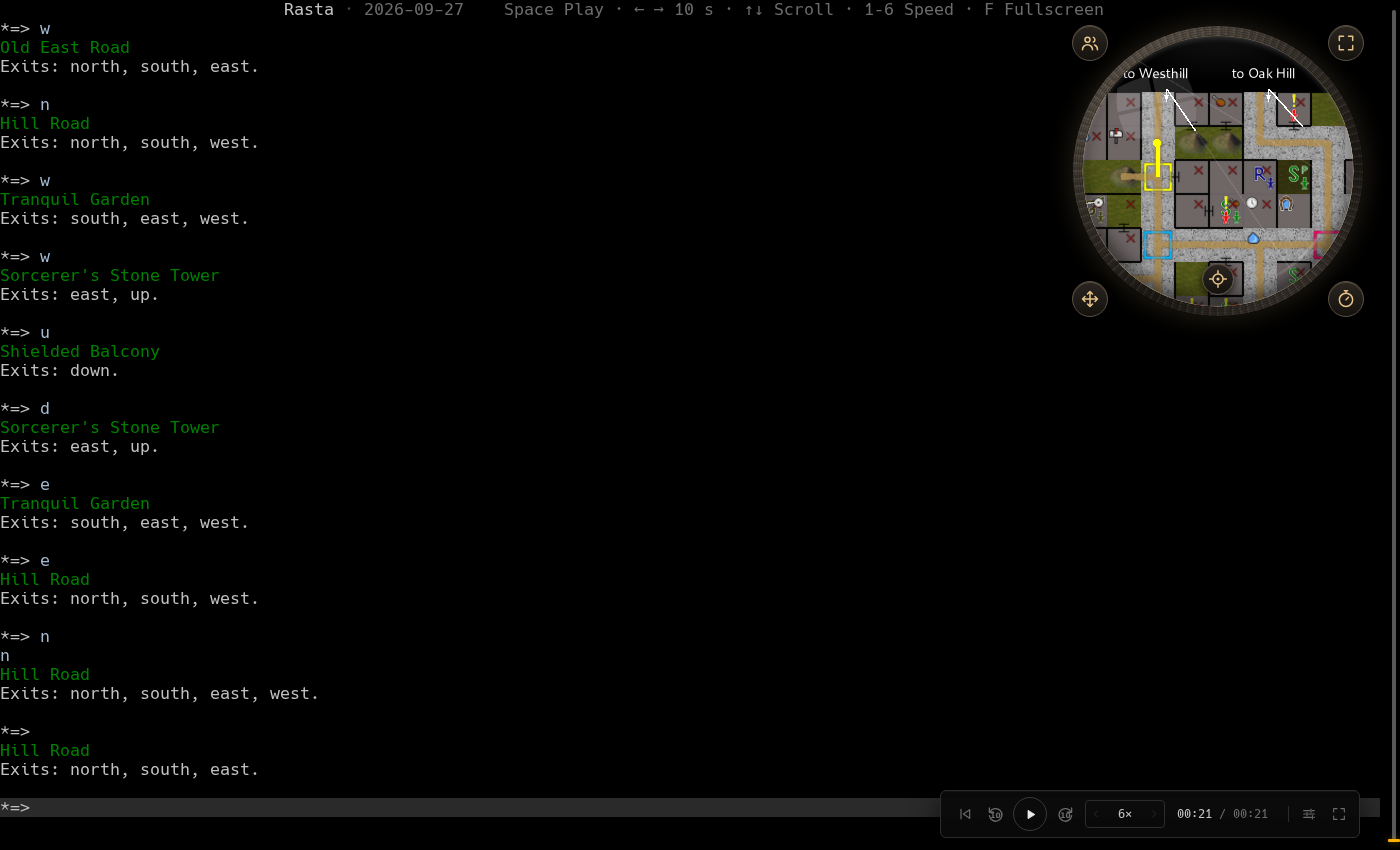 Rasta · 2026-09-27 Space Play · ← → 10 s · ↑↓ Scroll · 1-6 Speed · F Fullscreen
*=> w
Old East Road
Exits: north, south, east.
*=> n
Hill Road
Exits: north, south, west.
*=> w
Tranquil Garden
Exits: south, east, west.
*=> w
Sorcerer's Stone Tower
Exits: east, up.
*=> u
Shielded Balcony
Exits: down.
*=> d
Sorcerer's Stone Tower
Exits: east, up.
*=> e
Tranquil Garden
Exits: south, east, west.
*=> e
Hill Road
Exits: north, south, west.
*=> n
n
Hill Road
Exits: north, south, east, west.
*=>
Hill Road
Exits: north, south, east.
*=>
to Westhill to Oak Hill
R S P
S
10 10 6× 00:21 / 00:21